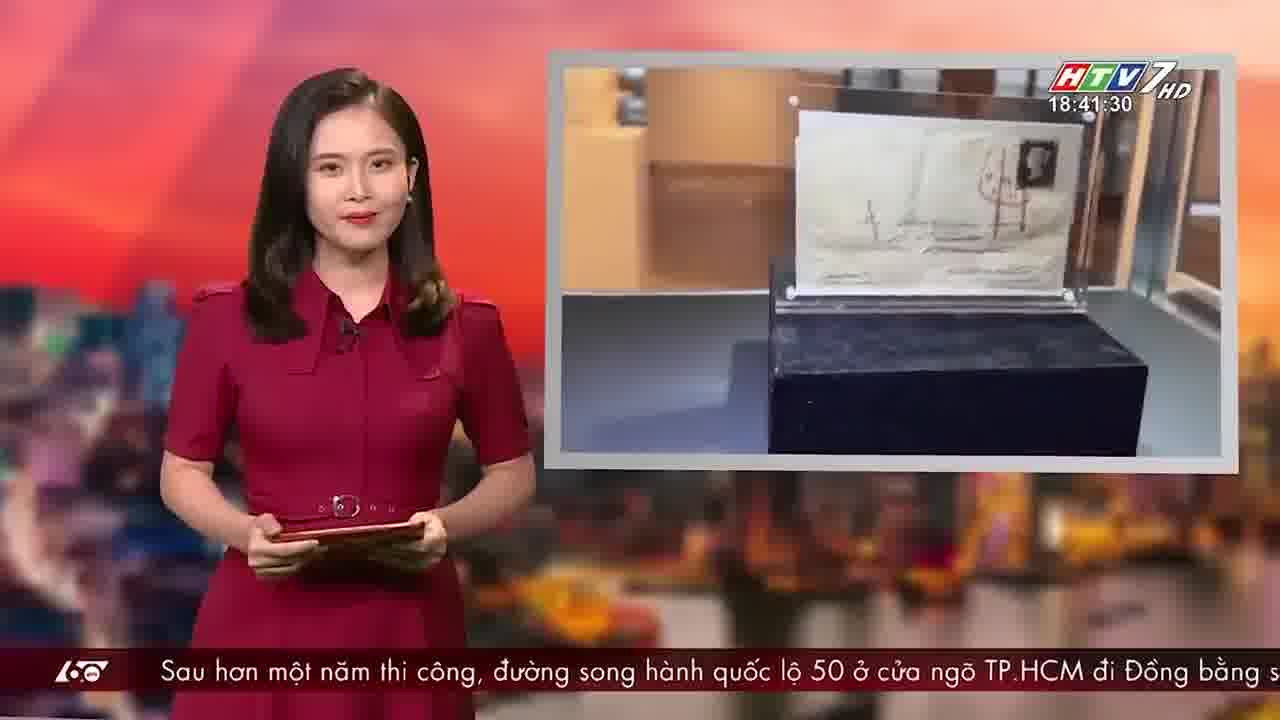 HTV7 HD
18:41:30
60
Sau hơn một năm thi công, đường song hành quốc lộ 50 ở cửa ngõ TP.HCM đi Đồng bằng s